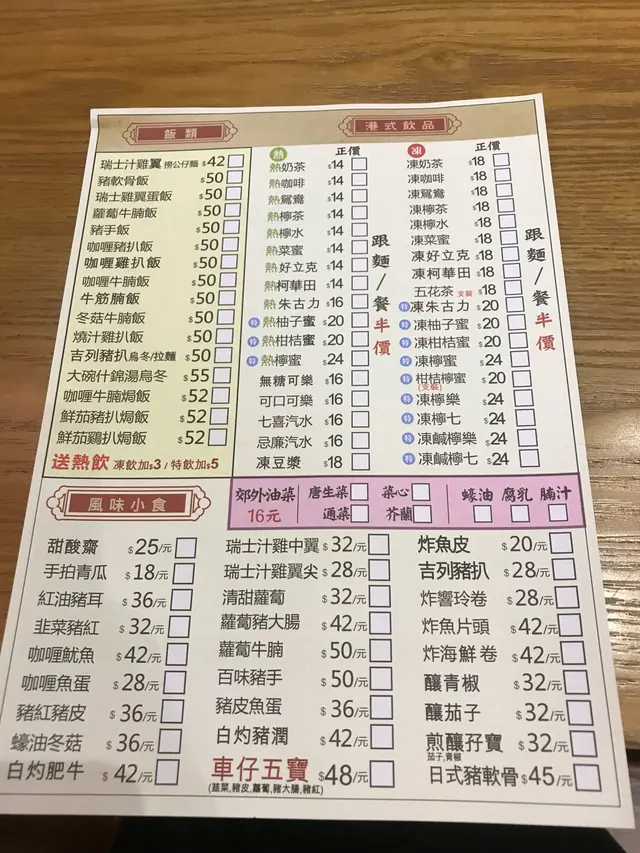 飯類
瑞士汁雞翼 撈公仔麵 $42
豬軟骨飯 $50
瑞士雞翼蛋飯 $50
蘿蔔牛腩飯 $50
豬手飯 $50
咖喱豬扒飯 $50
咖喱雞扒飯 $50
咖喱牛腩飯 $50
牛筋腩飯 $50
冬菇牛腩飯 $50
燒汁雞扒飯 $50
吉列豬扒烏冬/拉麵 $50
大碗什錦湯烏冬 $55
咖喱牛腩焗飯 $52
鮮茄豬扒焗飯 $52
鮮茄雞扒焗飯 $52
送熱飲 凍飲加$3 / 特飲加$5
港式飲品
熱 正價
熱奶茶 $14
熱咖啡 $14
熱鴛鴦 $14
熱檸茶 $14
熱檸水 $14
熱菜蜜 $14
熱好立克 $14
熱柯華田 $14
熱朱古力 $16
特 熱柚子蜜 $20
特 熱柑桔蜜 $20
特 熱檸蜜 $24
無糖可樂 $16
可口可樂 $16
七喜汽水 $16
忌廉汽水 $16
凍豆漿 $18
跟麵/餐半價
凍 正價
凍奶茶 $18
凍咖啡 $18
凍鴛鴦 $18
凍檸茶 $18
凍檸水 $18
凍菜蜜 $18
凍好立克 $18
凍柯華田 $18
五花茶 支裝 $18
特 凍朱古力 $20
特 凍柚子蜜 $20
特 凍柑桔蜜 $20
特 凍檸蜜 $24
特 柑桔檸蜜 $20
(支裝)
特 凍檸樂 $24
特 凍檸七 $24
特 凍鹹檸樂 $24
特 凍鹹檸七 $24
跟麵/餐半價
郊外油菜 唐生菜 菜心 蠔油 腐乳 腩汁
16元 通菜 芥蘭
風味小食
甜酸齋 $25/元
手拍青瓜 $18/元
紅油豬耳 $36/元
韭菜豬紅 $32/元
咖喱魷魚 $42/元
咖喱魚蛋 $28/元
豬紅豬皮 $36/元
蠔油冬菇 $36/元
白灼肥牛 $42/元
瑞士汁雞中翼 $32/元
瑞士汁雞翼尖 $28/元
清甜蘿蔔 $32/元
蘿蔔豬大腸 $42/元
蘿蔔牛腩 $50/元
百味豬手 $50/元
豬皮魚蛋 $36/元
白灼豬潤 $42/元
車仔五寶 $48/元
(韮菜,豬皮,蘿蔔,豬大腸,豬紅)
炸魚皮 $20/元
吉列豬扒 $28/元
炸響玲卷 $28/元
炸魚片頭 $42/元
炸海鮮卷 $42/元
釀青椒 $32/元
釀茄子 $32/元
煎釀孖寶 $32/元
茄子,青椒
日式豬軟骨 $45/元